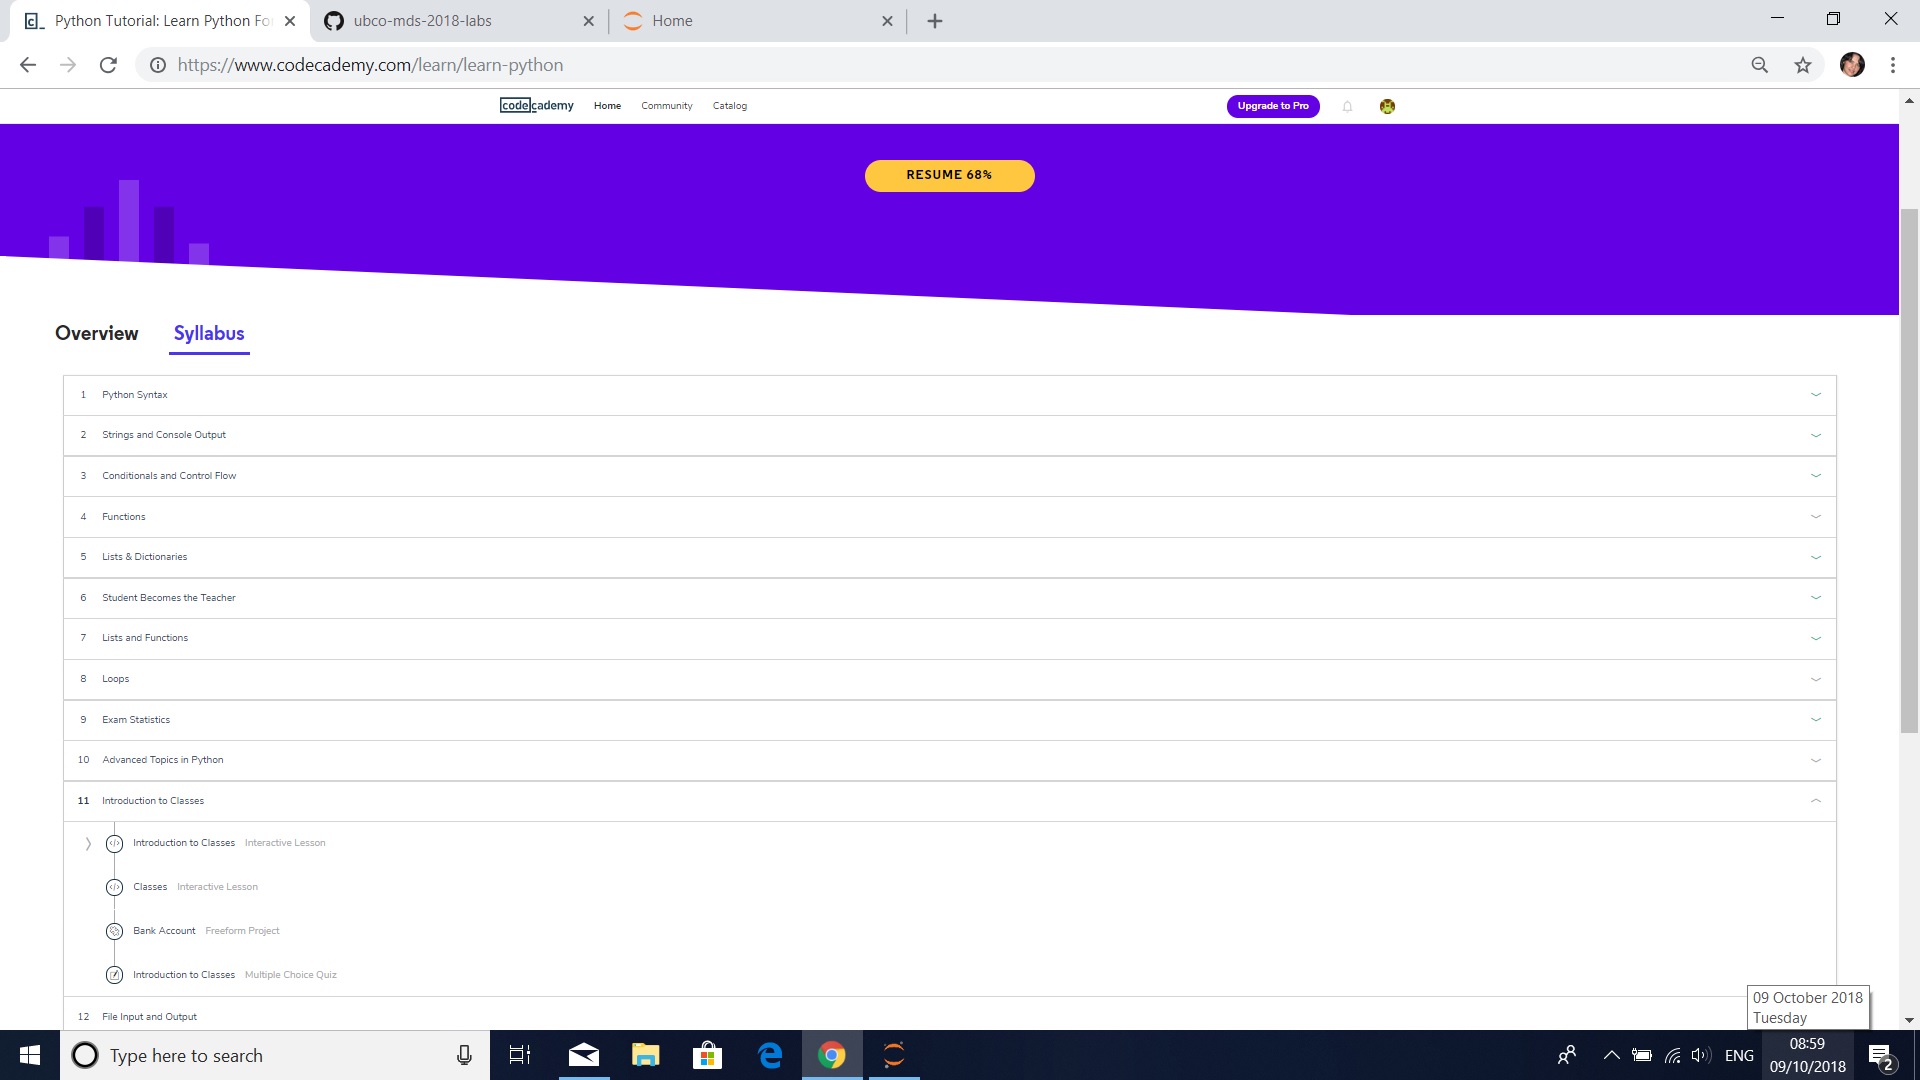 Python Tutorial: Learn Python Fo
ubco-mds-2018-labs
Home
https://www.codecademy.com/learn/learn-python
codecademy Home Community Catalog Upgrade to Pro
RESUME 68%
Overview Syllabus
1 Python Syntax
2 Strings and Console Output
3 Conditionals and Control Flow
4 Functions
5 Lists & Dictionaries
6 Student Becomes the Teacher
7 Lists and Functions
8 Loops
9 Exam Statistics
10 Advanced Topics in Python
11 Introduction to Classes
Introduction to Classes Interactive Lesson
Classes Interactive Lesson
Bank Account Freeform Project
Introduction to Classes Multiple Choice Quiz
12 File Input and Output
09 October 2018
Tuesday
Type here to search
ENG
08:59
09/10/2018
2